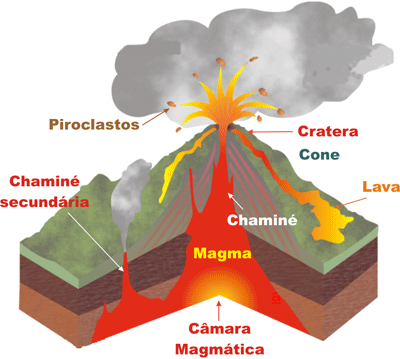 Piroclastos
Cratera
Cone
Chaminé
secundária
Lava
Chaminé
Magma
Câmara
Magmática